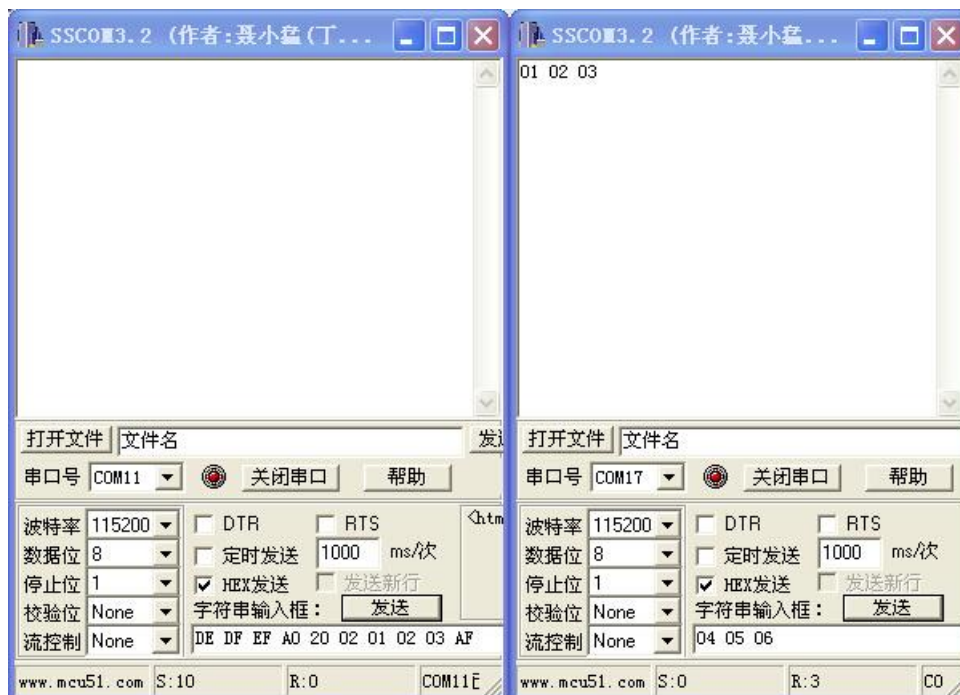 SSCOM3.2 (作者:聂小猛(丁...
打开文件 文件名 发送
串口号 COM11 关闭串口 帮助
波特率 115200 DTR RTS <htm
数据位 8 定时发送 1000 ms/次
停止位 1 HEX发送 发送新行
校验位 None 字符串输入框: 发送
流控制 None DE DF EF A0 20 02 01 02 03 AF
www.mcu51.com S:10 R:0 COM11
SSCOM3.2 (作者:聂小猛...
01 02 03
打开文件 文件名
串口号 COM17 关闭串口 帮助
波特率 115200 DTR RTS
数据位 8 定时发送 1000 ms/次
停止位 1 HEX发送 发送新行
校验位 None 字符串输入框: 发送
流控制 None 04 05 06
www.mcu51.com S:0 R:3 CO